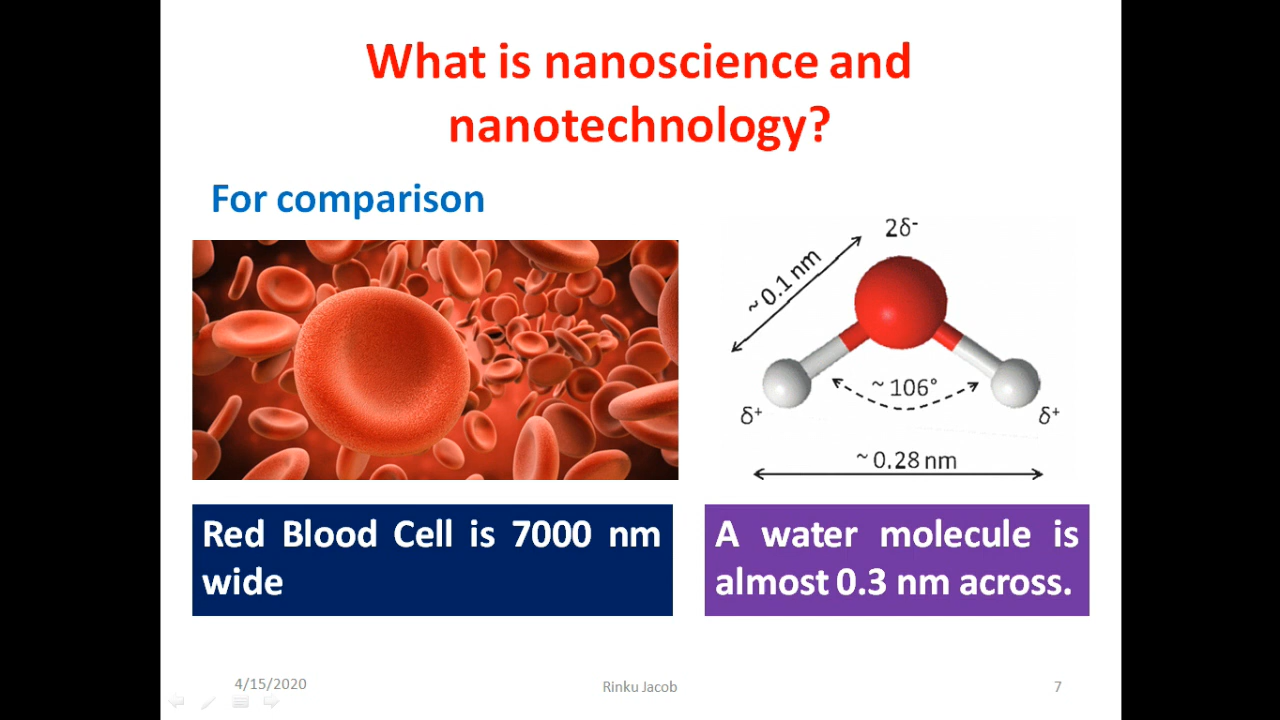 What is nanoscience and
nanotechnology?
For comparison
2δ-
~ 0.1 nm
~ 106°
δ+
δ+
~ 0.28 nm
Red Blood Cell is 7000 nm
wide
A water molecule is
almost 0.3 nm across.
4/15/2020
Rinku Jacob
7